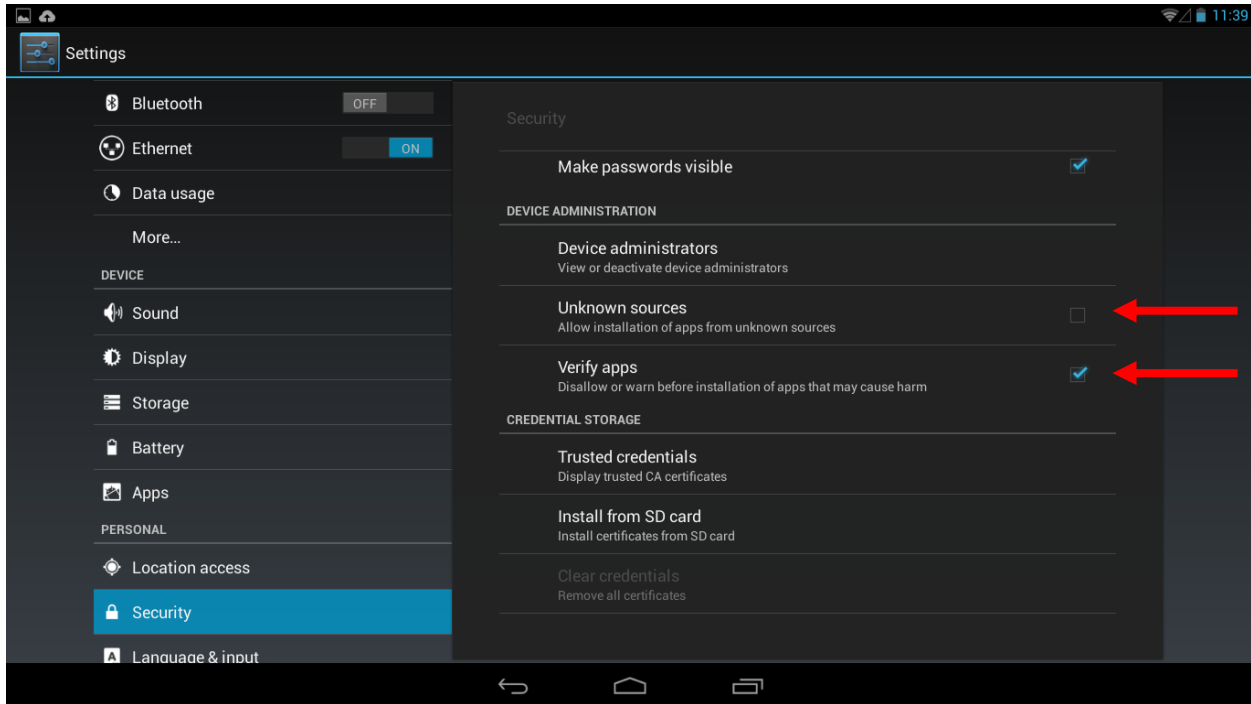 11:39
Settings
Bluetooth OFF
Ethernet ON
Data usage
More...
DEVICE
Sound
Display
Storage
Battery
Apps
PERSONAL
Location access
Security
A Language & input
Security
Make passwords visible
DEVICE ADMINISTRATION
Device administrators
View or deactivate device administrators
Unknown sources
Allow installation of apps from unknown sources
Verify apps
Disallow or warn before installation of apps that may cause harm
CREDENTIAL STORAGE
Trusted credentials
Display trusted CA certificates
Install from SD card
Install certificates from SD card
Clear credentials
Remove all certificates